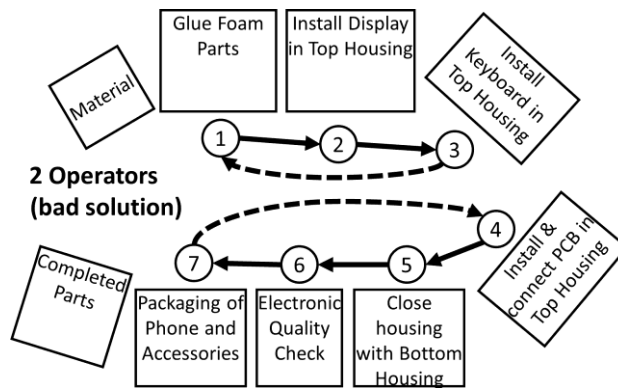 Material
Glue Foam
Parts
Install Display
in Top Housing
Install
Keyboard in
Top Housing
1
2
3
2 Operators
(bad solution)
4
Install &
connect PCB in
Top Housing
7
6
5
Completed
Parts
Packaging of
Phone and
Accessories
Electronic
Quality
Check
Close
housing
with Bottom
Housing